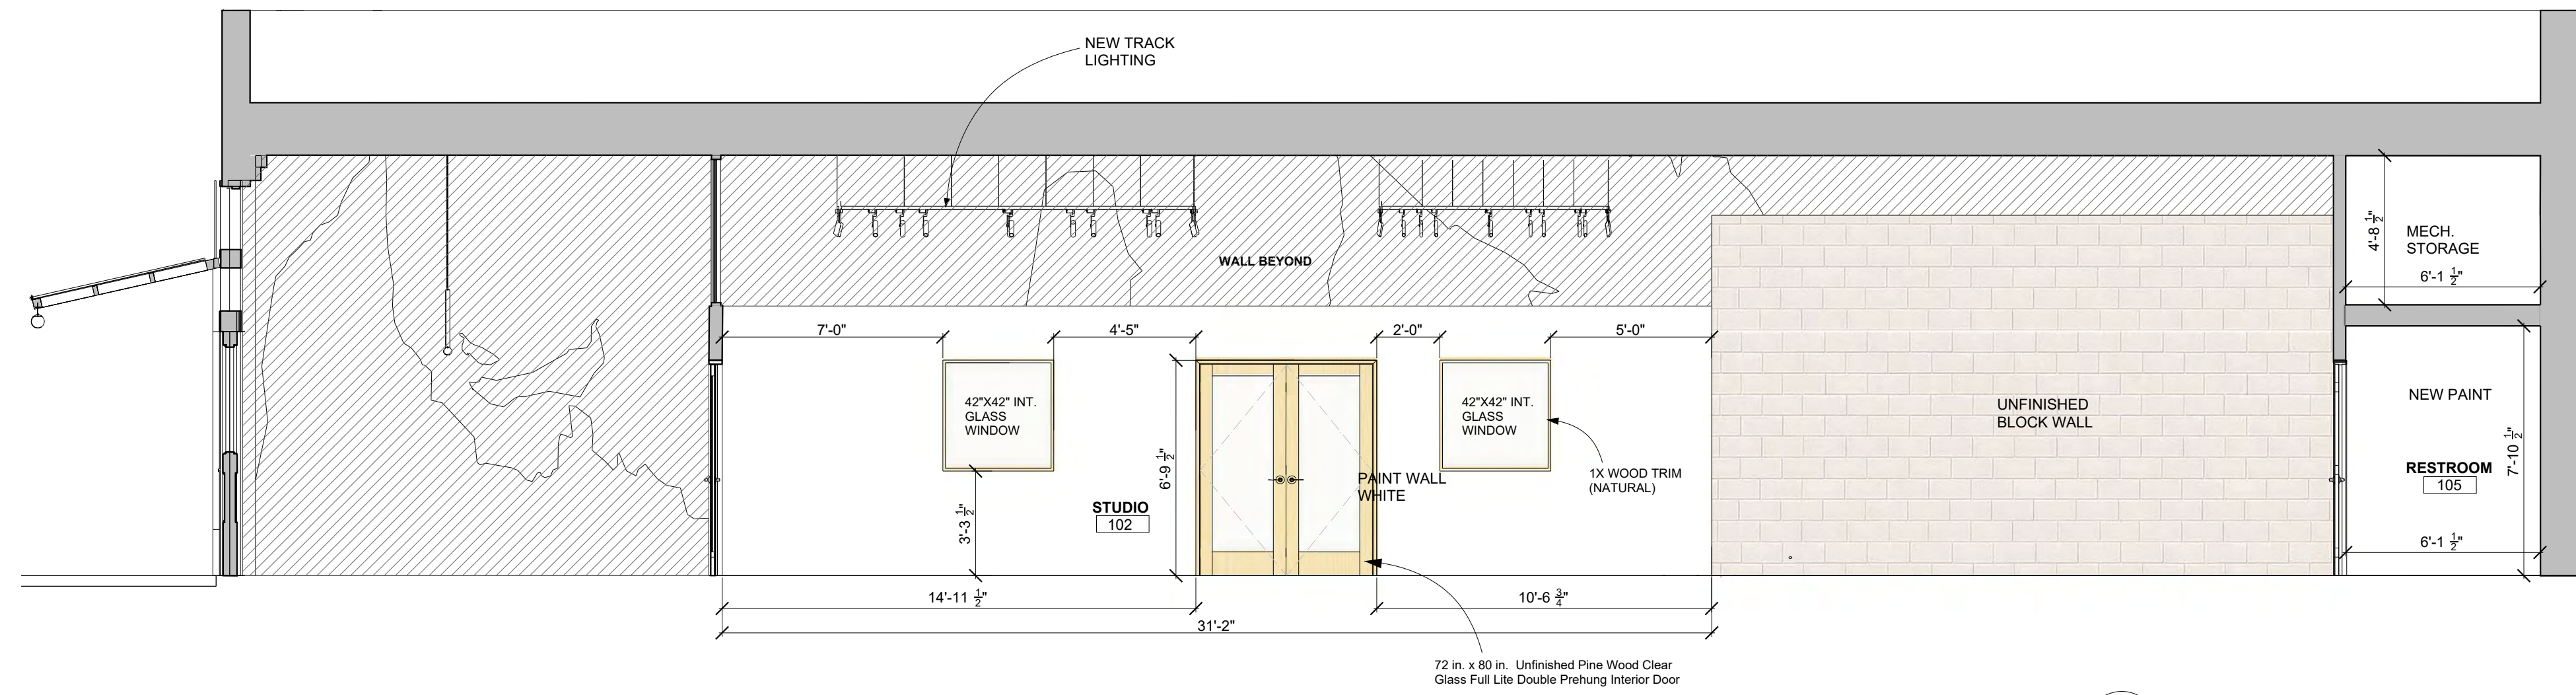 NEW TRACK
LIGHTING
WALL BEYOND
4'-8 1/2"
MECH.
STORAGE
6'-1 1/2"
7'-0"
4'-5"
2'-0"
5'-0"
42"X42" INT.
GLASS
WINDOW
42"X42" INT.
GLASS
WINDOW
UNFINISHED
BLOCK WALL
NEW PAINT
6'-9 1/2"
PAINT WALL
WHITE
1X WOOD TRIM
(NATURAL)
RESTROOM
105
7'-10 1/2"
3'-3 1/2"
STUDIO
102
6'-1 1/2"
14'-11 1/2"
10'-6 3/4"
31'-2"
72 in. x 80 in. Unfinished Pine Wood Clear
Glass Full Lite Double Prehung Interior Door